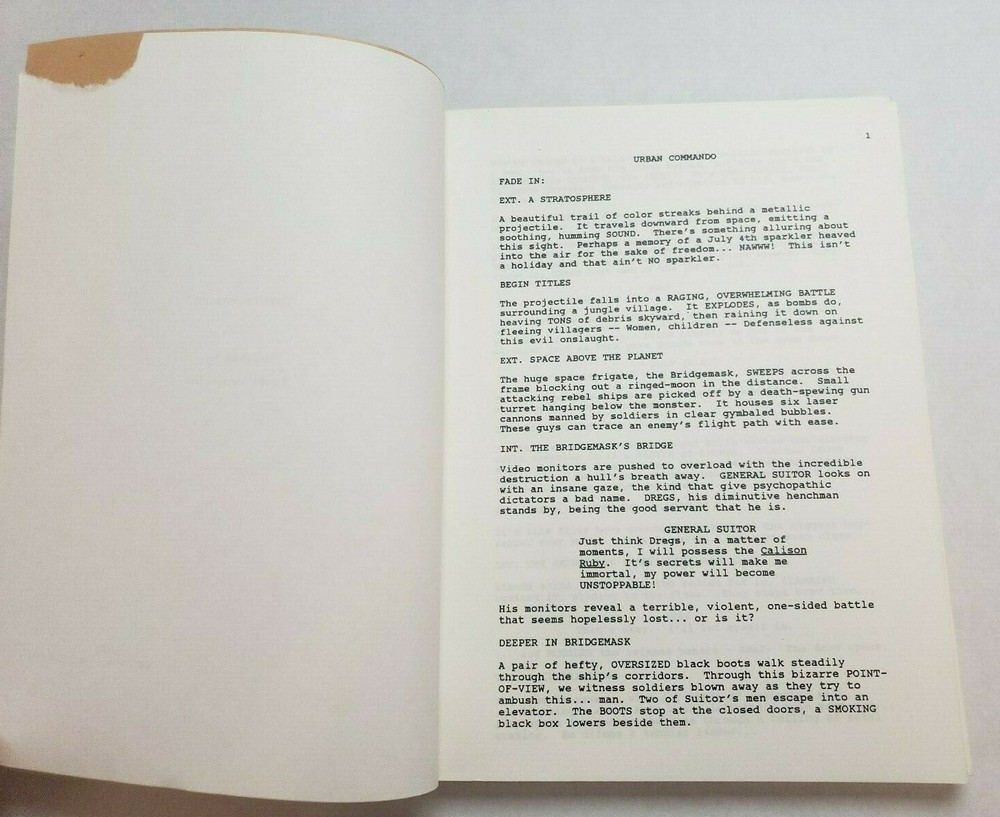 1
URBAN COMMANDO
FADE IN:
EXT. A STRATOSPHERE
A beautiful trail of color streaks behind a metallic
projectile. It travels downward from space, emitting a
soothing, humming SOUND. There's something alluring about
this sight. Perhaps a memory of a July 4th sparkler heaved
into the air for the sake of freedom... NAWWW! This isn't
a holiday and that ain't NO sparkler.
BEGIN TITLES
The projectile falls into a RAGING, OVERWHELMING BATTLE
surrounding a jungle village. It EXPLODES, as bombs do,
heaving TONS of debris skyward, then raining it down on
fleeing villagers -- Women, children -- Defenseless against
this evil onslaught.
EXT. SPACE ABOVE THE PLANET
The huge space frigate, the Bridgemask, SWEEPS across the
frame blocking out a ringed-moon in the distance. Small
attacking rebel ships are picked off by a death-spewing gun
turret hanging below the monster. It houses six laser
cannons manned by soldiers in clear gymbaled bubbles.
These guys can trace an enemy's flight path with ease.
INT. THE BRIDGEMASK'S BRIDGE
Video monitors are pushed to overload with the incredible
destruction a hull's breath away. GENERAL SUITOR looks on
with an insane gaze, the kind that give psychopathic
dictators a bad name. DREGS, his diminutive henchman
stands by, being the good servant that he is.
GENERAL SUITOR
Just think Dregs, in a matter of
moments, I will possess the Calison
Ruby. It's secrets will make me
immortal, my power will become
UNSTOPPABLE!
His monitors reveal a terrible, violent, one-sided battle
that seems hopelessly lost... or is it?
DEEPER IN BRIDGEMASK
A pair of hefty, OVERSIZED black boots walk steadily
through the ship's corridors. Through this bizarre POINT-
OF-VIEW, we witness soldiers blown away as they try to
ambush this... man. Two of Suitor's men escape into an
elevator. The BOOTS stop at the closed doors, a SMOKING
black box lowers beside them.